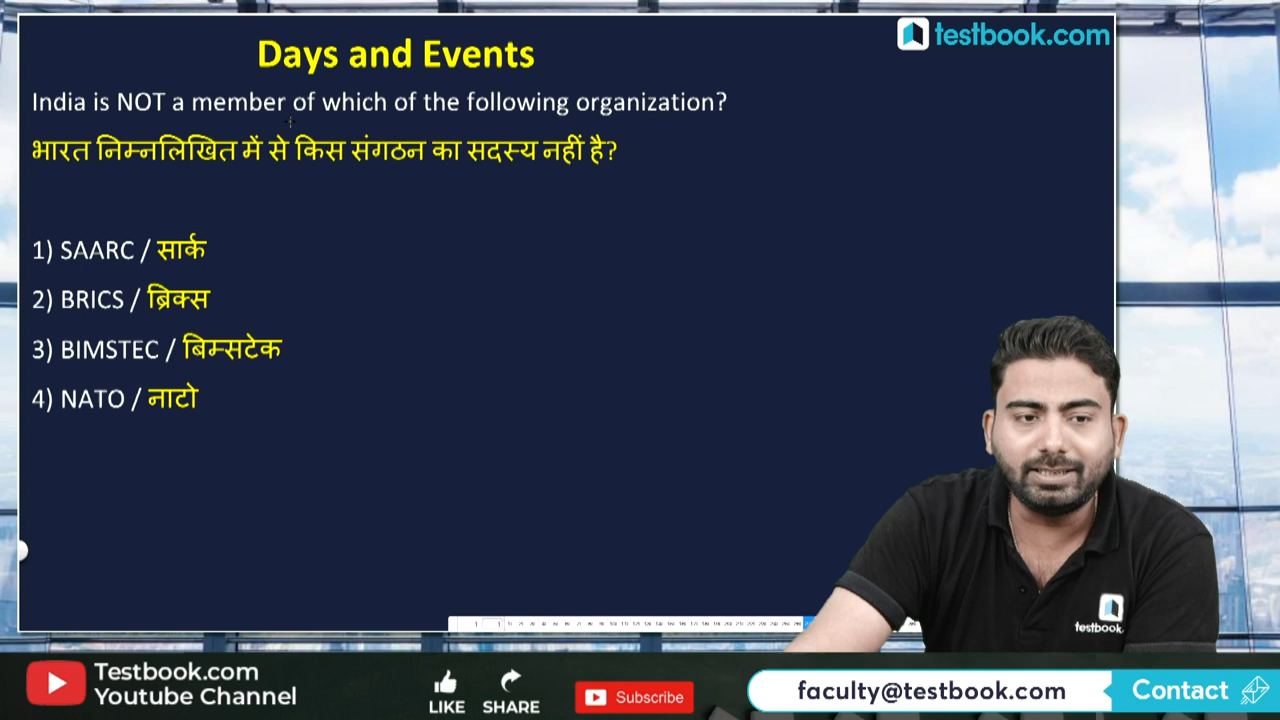 testbook.com
Days and Events
India is NOT a member of which of the following organization?
भारत निम्नलिखित में से किस संगठन का सदस्य नहीं है?
1) SAARC / सार्क
2) BRICS / ब्रिक्स
3) BIMSTEC / बिम्सटेक
4) NATO / नाटो
testbook.
Testbook.com
Youtube Channel
LIKE
SHARE
Subscribe
faculty@testbook.com
Contact